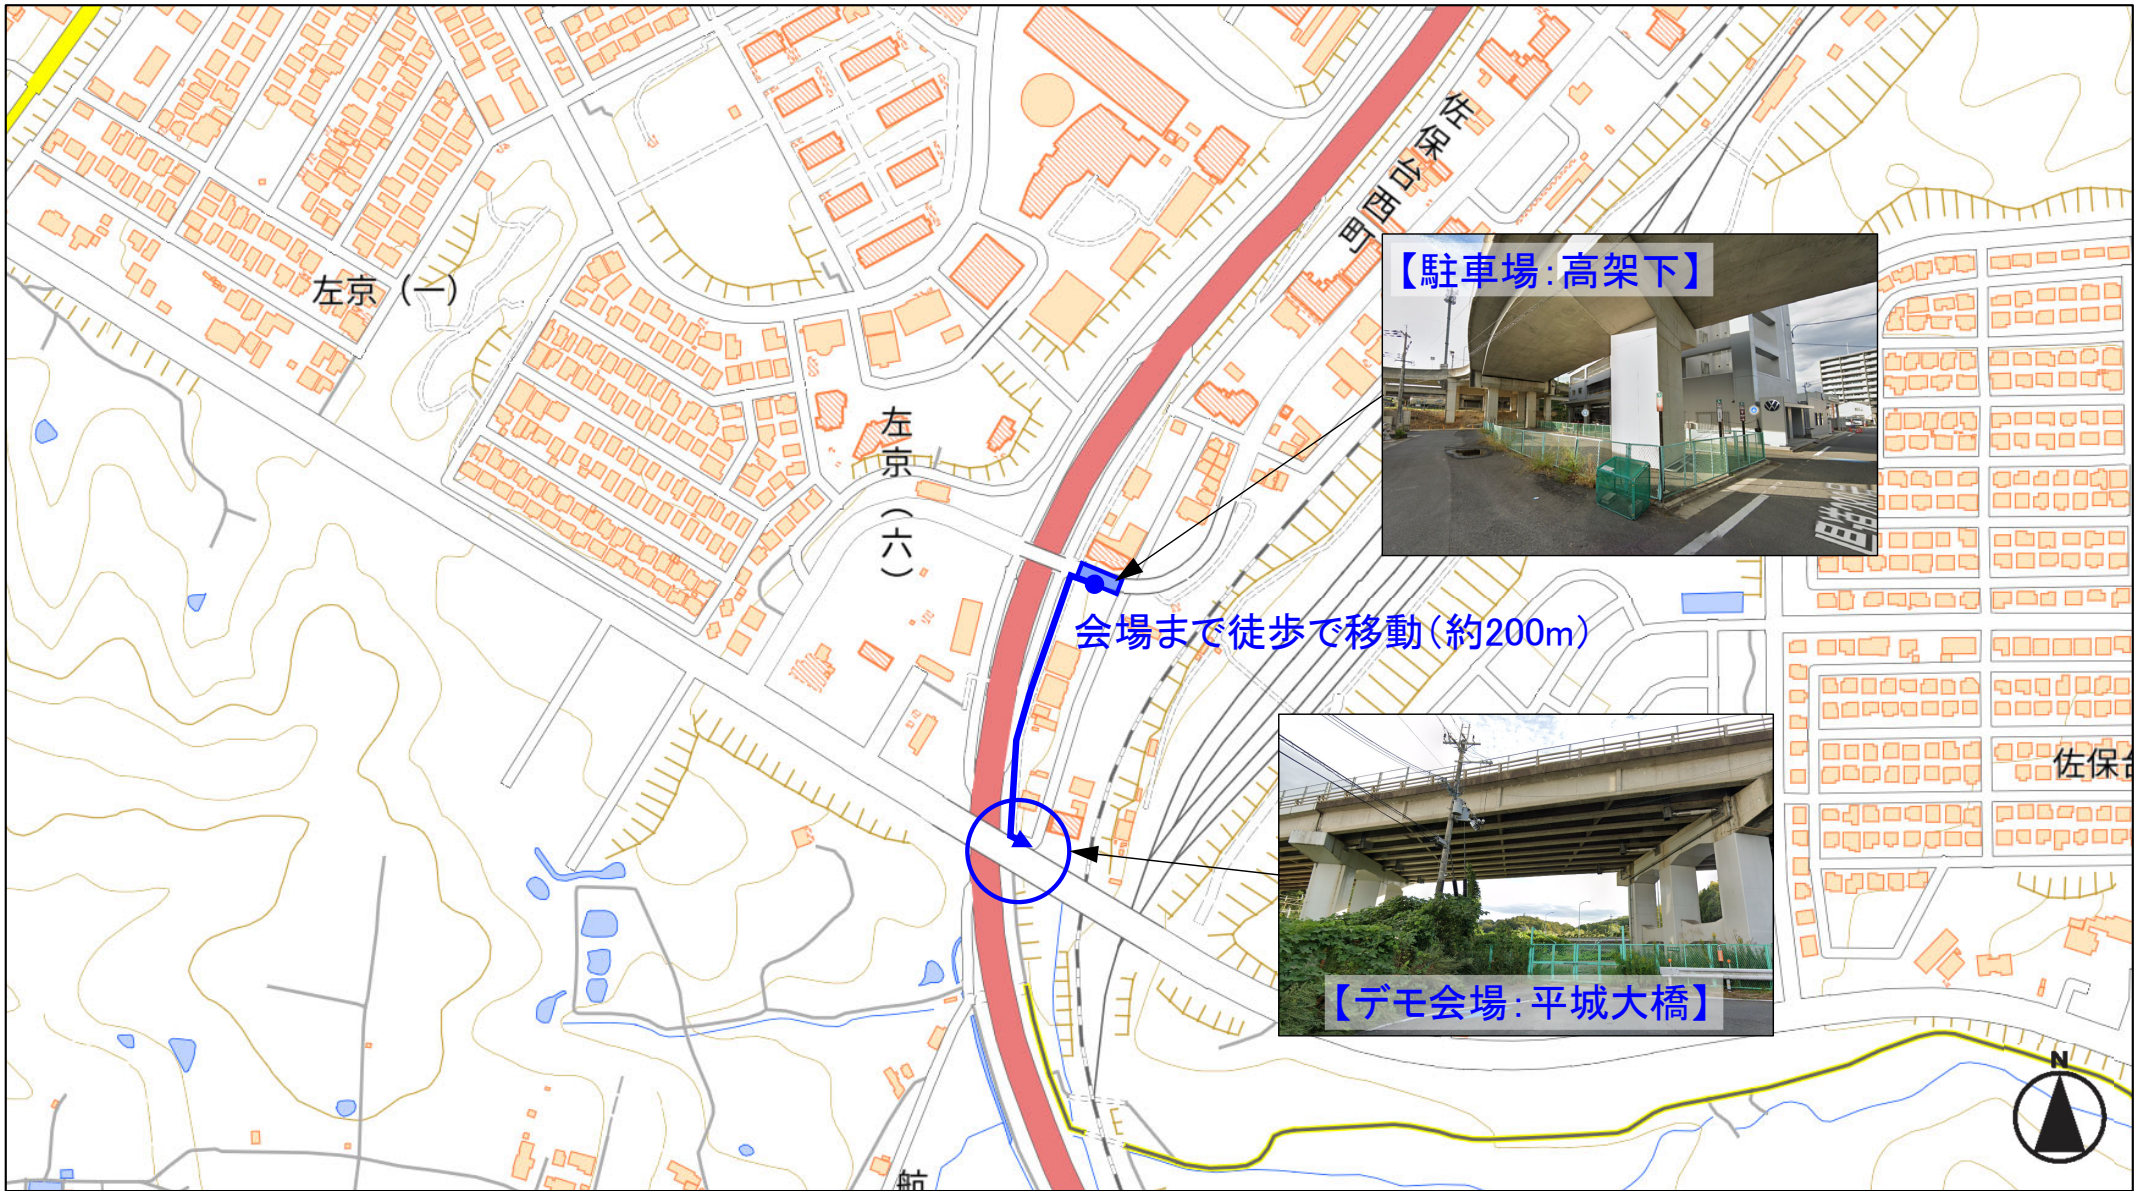 佐保台西町
左京（一）
【駐車場：高架下】
左京（六）
会場まで徒歩で移動（約200m）
佐保台
【デモ会場：平城大橋】
N